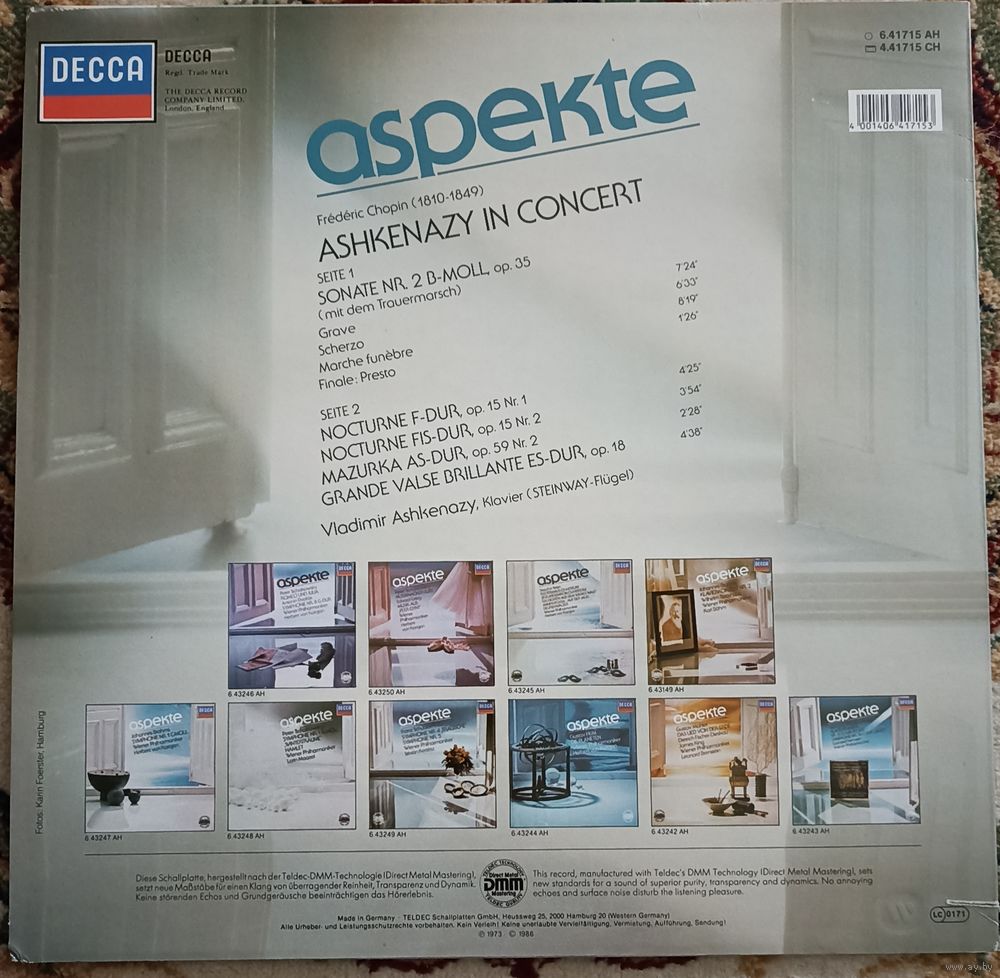 DECCA
DECCA
Regd. Trade Mark
THE DECCA RECORD
COMPANY LIMITED,
London, England
6.41715 AH
4.41715 CH
4 001406 417153
aspekte
Frédéric Chopin (1810-1849)
ASHKENAZY IN CONCERT
SEITE 1
SONATE NR. 2 B-MOLL, op. 35
(mit dem Trauermarsch)
Grave 7'24"
Scherzo 6'33"
Marche funèbre 8'19"
Finale: Presto 1'26"
SEITE 2
NOCTURNE F-DUR, op. 15 Nr. 1 4'25"
NOCTURNE FIS-DUR, op. 15 Nr. 2 3'54"
MAZURKA AS-DUR, op. 59 Nr. 2 2'28"
GRANDE VALSE BRILLANTE ES-DUR, op. 18 4'38"
Vladimir Ashkenazy, Klavier (STEINWAY-Flügel)
aspekte
aspekte
aspekte
aspekte
6.43246 AH
6.43250 AH
6.43245 AH
6.43149 AH
aspekte
aspekte
aspekte
aspekte
aspekte
aspekte
6.43247 AH
6.43248 AH
6.43249 AH
6.43244 AH
6.43242 AH
6.43243 AH
Fotos: Karin Foerster, Hamburg
Diese Schallplatte, hergestellt nach der Teldec-DMM-Technologie (Direct Metal Mastering),
setzt neue Maßstäbe für einen Klang von überragender Reinheit, Transparenz und Dynamik.
Keine störenden Echos und Grundgeräusche beeinträchtigen das Hörerlebnis.
TELDEC TECHNOLOGY
Direct Metal
DMM
Mastering
TELDEC QUALITY
This record, manufactured with Teldec's DMM Technology (Direct Metal Mastering), sets
new standards for a sound of superior purity, transparency and dynamics. No annoying
echoes and surface noise disturb the listening pleasure.
Made in Germany · TELDEC Schallplatten GmbH, Heussweg 25, 2000 Hamburg 20 (Western Germany)
Alle Urheber- und Leistungsschutzrechte vorbehalten. Kein Verleih! Keine unerlaubte Vervielfältigung, Vermietung, Aufführung, Sendung!
℗ 1973 © 1986
LC 0171
www.ay.by